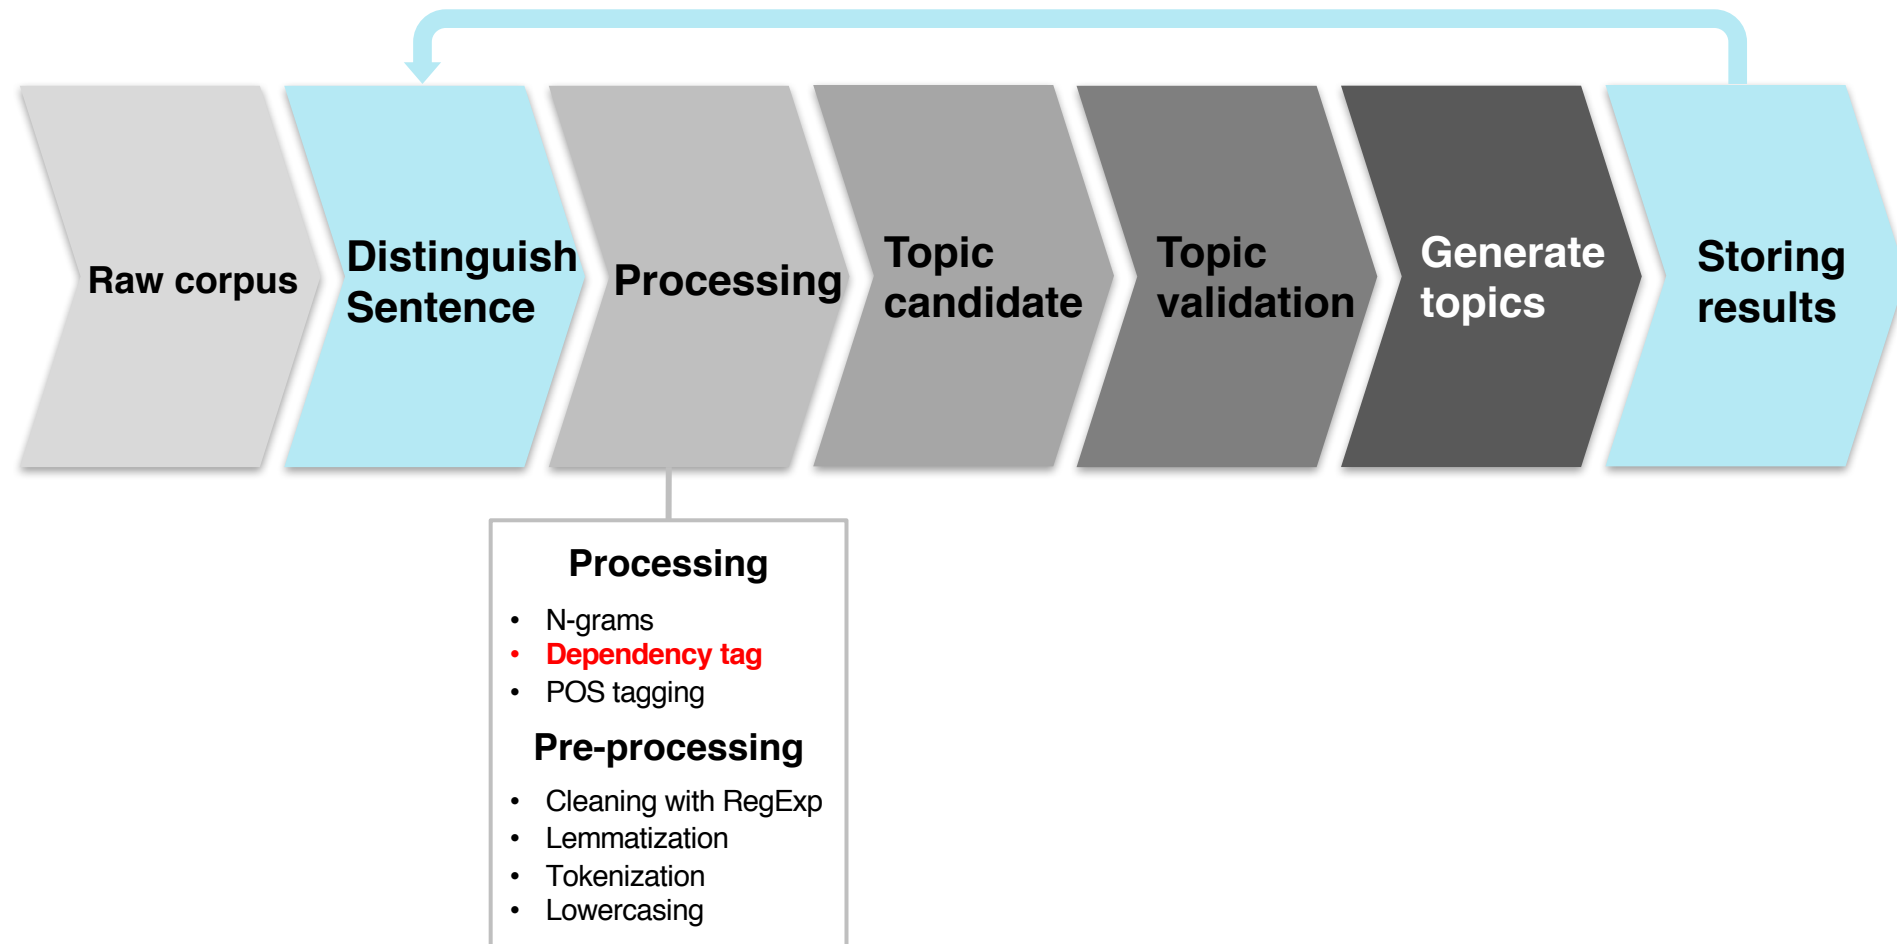 Raw corpus
Distinguish
Sentence
Processing
Topic
candidate
Topic
validation
Generate
topics
Storing
results
Processing
• N-grams
• Dependency tag
• POS tagging
Pre-processing
• Cleaning with RegExp
• Lemmatization
• Tokenization
• Lowercasing